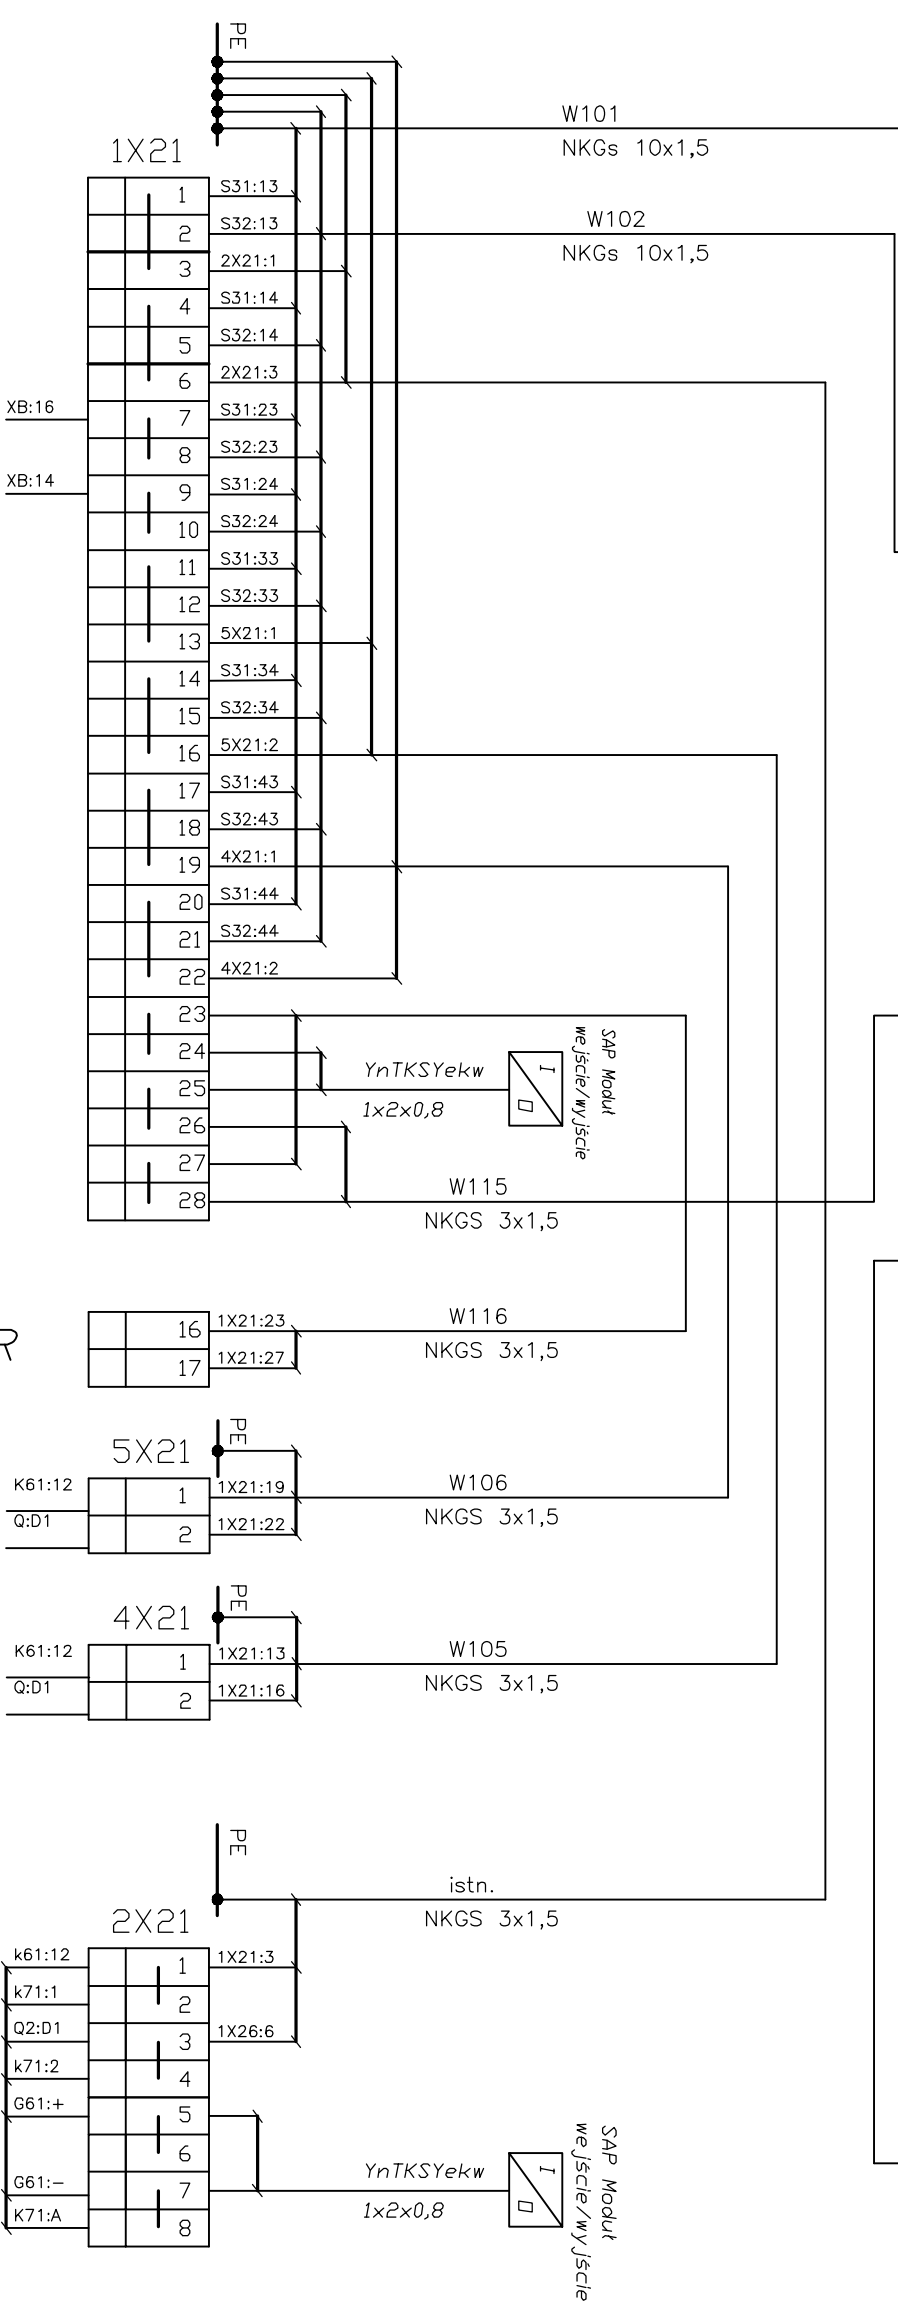 PE
W101
NKGs 10x1,5
1X21
1 S31:13
2 S32:13
W102
NKGs 10x1,5
3 2X21:1
4 S31:14
5 S32:14
6 2X21:3
XB:16
7 S31:23
8 S32:23
XB:14
9 S31:24
10 S32:24
11 S31:33
12 S32:33
13 5X21:1
14 S31:34
15 S32:34
16 5X21:2
17 S31:43
18 S32:43
19 4X21:1
20 S31:44
21 S32:44
22 4X21:2
23
24
25
26
27
28
YnTKSYekw
1x2x0,8
I
O
SAP Moduł
wejście/wyjście
W115
NKGS 3x1,5
R
16 1X21:23
17 1X21:27
W116
NKGS 3x1,5
PE
5X21
K61:12
Q:D1
1 1X21:19
2 1X21:22
W106
NKGS 3x1,5
PE
4X21
K61:12
Q:D1
1 1X21:13
2 1X21:16
W105
NKGS 3x1,5
PE
istn.
NKGS 3x1,5
2X21
k61:12 1 1X21:3
k71:1 2
Q2:D1 3 1X26:6
k71:2 4
G61:+ 5
6
G61:− 7
K71:A 8
YnTKSYekw
1x2x0,8
I
O
SAP Moduł
wejście/wyjście